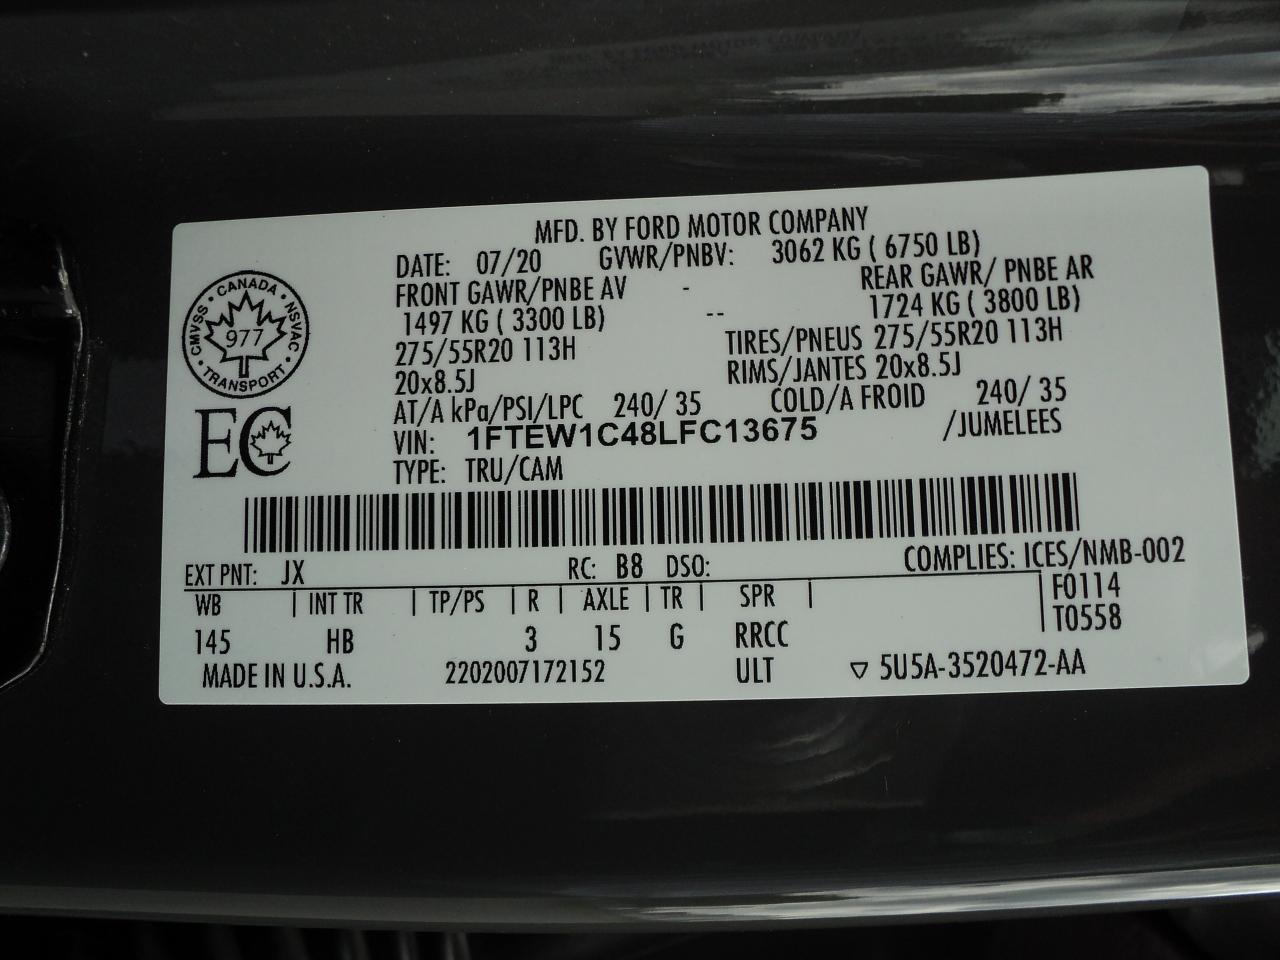 MFD. BY FORD MOTOR COMPANY
DATE: 07/20 GVWR/PNBV: 3062 KG ( 6750 LB)
FRONT GAWR/PNBE AV - REAR GAWR/ PNBE AR
1497 KG ( 3300 LB) -- 1724 KG ( 3800 LB)
275/55R20 113H TIRES/PNEUS 275/55R20 113H
20x8.5J RIMS/JANTES 20x8.5J
AT/A kPa/PSI/LPC 240/ 35 COLD/A FROID 240/ 35
VIN: 1FTEW1C48LFC13675 /JUMELEES
TYPE: TRU/CAM
CMVSS • CANADA • NSVAC • TRANSPORT •
977
EC
COMPLIES: ICES/NMB-002
EXT PNT: JX RC: B8 DSO:
WB | INT TR | TP/PS | R | AXLE | TR | SPR | F0114
T0558
145 HB 3 15 G RRCC
MADE IN U.S.A. 2202007172152 ULT ▽ 5U5A-3520472-AA